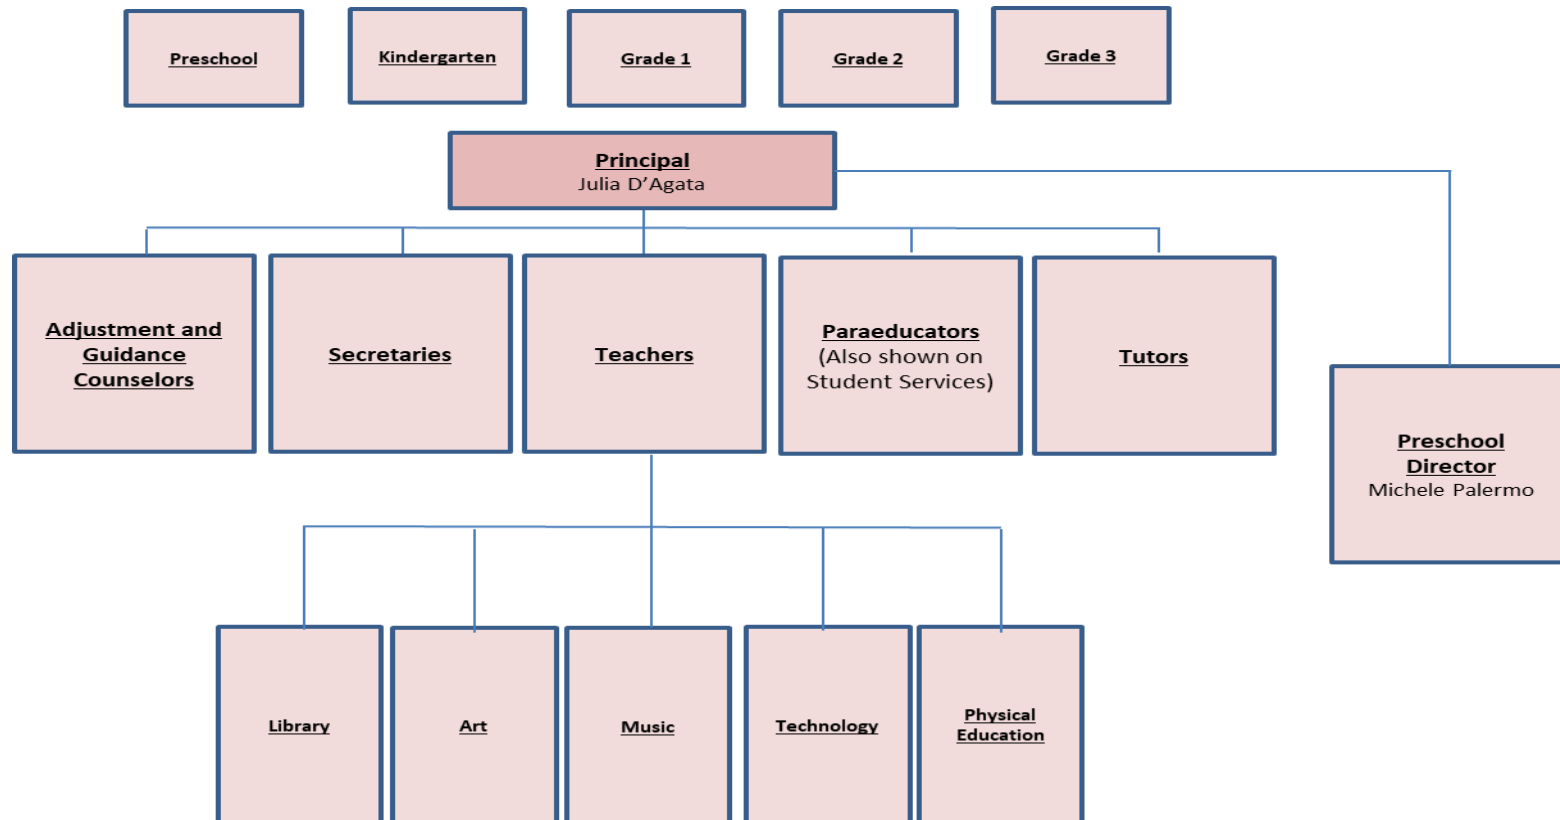 Preschool
Kindergarten
Grade 1
Grade 2
Grade 3
Principal
Julia D’Agata
Adjustment and
Guidance
Counselors
Secretaries
Teachers
Paraeducators
(Also shown on
Student Services)
Tutors
Preschool
Director
Michele Palermo
Library
Art
Music
Technology
Physical
Education